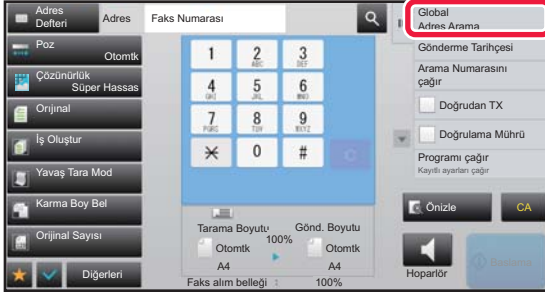 Adres
Defteri
Adres
Faks Numarası
Global
Adres Arama
Poz
Otomtk
Çözünürlük
Süper Hassas
Orijinal
İş Oluştur
Yavaş Tara Mod
Karma Boy Bel
Orijinal Sayısı
Diğerleri
1
2
ABC
3
DEF
4
GHI
5
JKL
6
MNO
7
PQRS
8
TUV
9
WXYZ
0
#
C
Tarama Boyutu
Gönd. Boyutu
100%
Otomtk
Otomtk
A4
A4
Faks alım belleği :
100%
Gönderme Tarihçesi
Arama Numarasını
çağır
Doğrudan TX
Doğrulama Mührü
Programı çağır
Kayıtlı ayarları çağır
Önizle
CA
Hoparlör